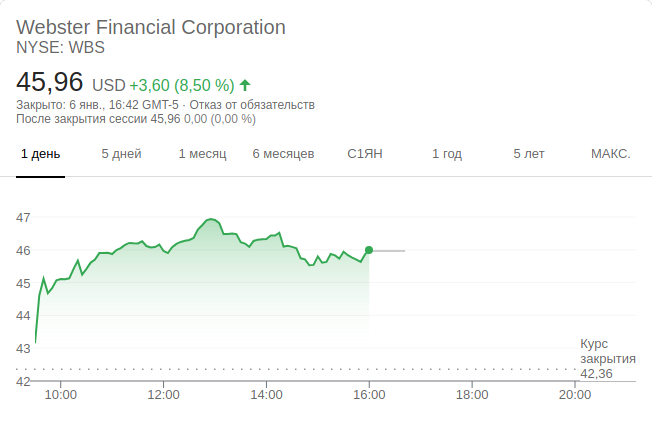 Webster Financial Corporation
NYSE: WBS
45,96 USD +3,60 (8,50 %)
Закрыто: 6 янв., 16:42 GMT-5 · Отказ от обязательств
После закрытия сессии 45,96 0,00 (0,00 %)
1 день 5 дней 1 месяц 6 месяцев С1ЯН 1 год 5 лет МАКС.
47
46
45
44
43
Курс
закрытия
42,36
42
10:00 12:00 14:00 16:00 18:00 20:00